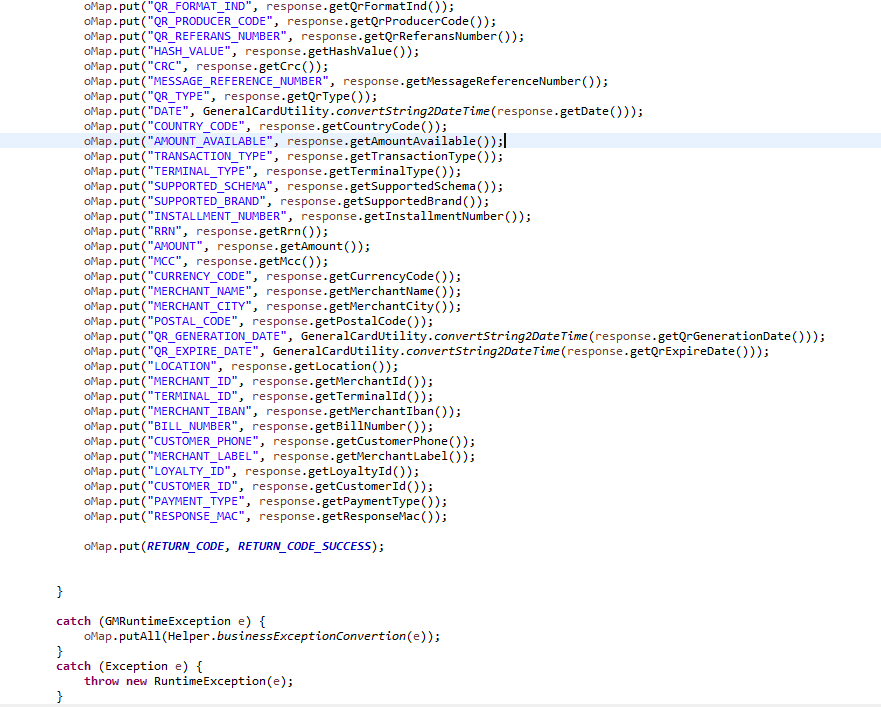 oMap.put("QR_FORMAT_IND", response.getQrFormatInd());
oMap.put("QR_PRODUCER_CODE", response.getQrProducerCode());
oMap.put("QR_REFERANS_NUMBER", response.getQrReferansNumber());
oMap.put("HASH_VALUE", response.getHashValue());
oMap.put("CRC", response.getCrc());
oMap.put("MESSAGE_REFERENCE_NUMBER", response.getMessageReferenceNumber());
oMap.put("QR_TYPE", response.getQrType());
oMap.put("DATE", GeneralCardUtility.convertString2DateTime(response.getDate()));
oMap.put("COUNTRY_CODE", response.getCountryCode());
oMap.put("AMOUNT_AVAILABLE", response.getAmountAvailable());
oMap.put("TRANSACTION_TYPE", response.getTransactionType());
oMap.put("TERMINAL_TYPE", response.getTerminalType());
oMap.put("SUPPORTED_SCHEMA", response.getSupportedSchema());
oMap.put("SUPPORTED_BRAND", response.getSupportedBrand());
oMap.put("INSTALLMENT_NUMBER", response.getInstallmentNumber());
oMap.put("RRN", response.getRrn());
oMap.put("AMOUNT", response.getAmount());
oMap.put("MCC", response.getMcc());
oMap.put("CURRENCY_CODE", response.getCurrencyCode());
oMap.put("MERCHANT_NAME", response.getMerchantName());
oMap.put("MERCHANT_CITY", response.getMerchantCity());
oMap.put("POSTAL_CODE", response.getPostalCode());
oMap.put("QR_GENERATION_DATE", GeneralCardUtility.convertString2DateTime(response.getQrGenerationDate()));
oMap.put("QR_EXPIRE_DATE", GeneralCardUtility.convertString2DateTime(response.getQrExpireDate()));
oMap.put("LOCATION", response.getLocation());
oMap.put("MERCHANT_ID", response.getMerchantId());
oMap.put("TERMINAL_ID", response.getTerminalId());
oMap.put("MERCHANT_IBAN", response.getMerchantIban());
oMap.put("BILL_NUMBER", response.getBillNumber());
oMap.put("CUSTOMER_PHONE", response.getCustomerPhone());
oMap.put("MERCHANT_LABEL", response.getMerchantLabel());
oMap.put("LOYALTY_ID", response.getLoyaltyId());
oMap.put("CUSTOMER_ID", response.getCustomerId());
oMap.put("PAYMENT_TYPE", response.getPaymentType());
oMap.put("RESPONSE_MAC", response.getResponseMac());
oMap.put(RETURN_CODE, RETURN_CODE_SUCCESS);
}
catch (GMRuntimeException e) {
oMap.putAll(Helper.businessExceptionConvertion(e));
}
catch (Exception e) {
throw new RuntimeException(e);
}